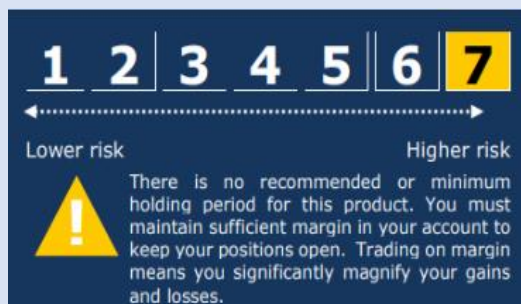 1 2 3 4 5 6 7
Lower risk Higher risk
!
There is no recommended or minimum
holding period for this product. You must
maintain sufficient margin in your account to
keep your positions open. Trading on margin
means you significantly magnify your gains
and losses.